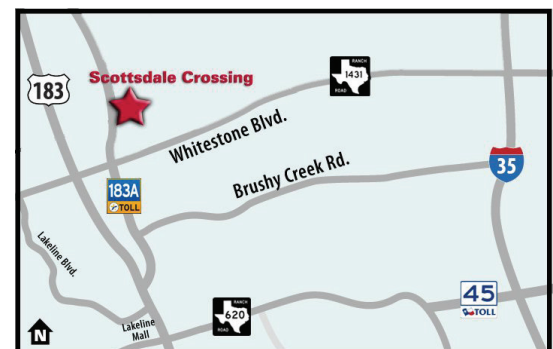 183
Scottsdale Crossing
RANCH
1431
ROAD
Whitestone Blvd.
Brushy Creek Rd.
35
183A
TOLL
Lakeline Blvd.
45
TOLL
RANCH
620
ROAD
Lakeline
Mall
N